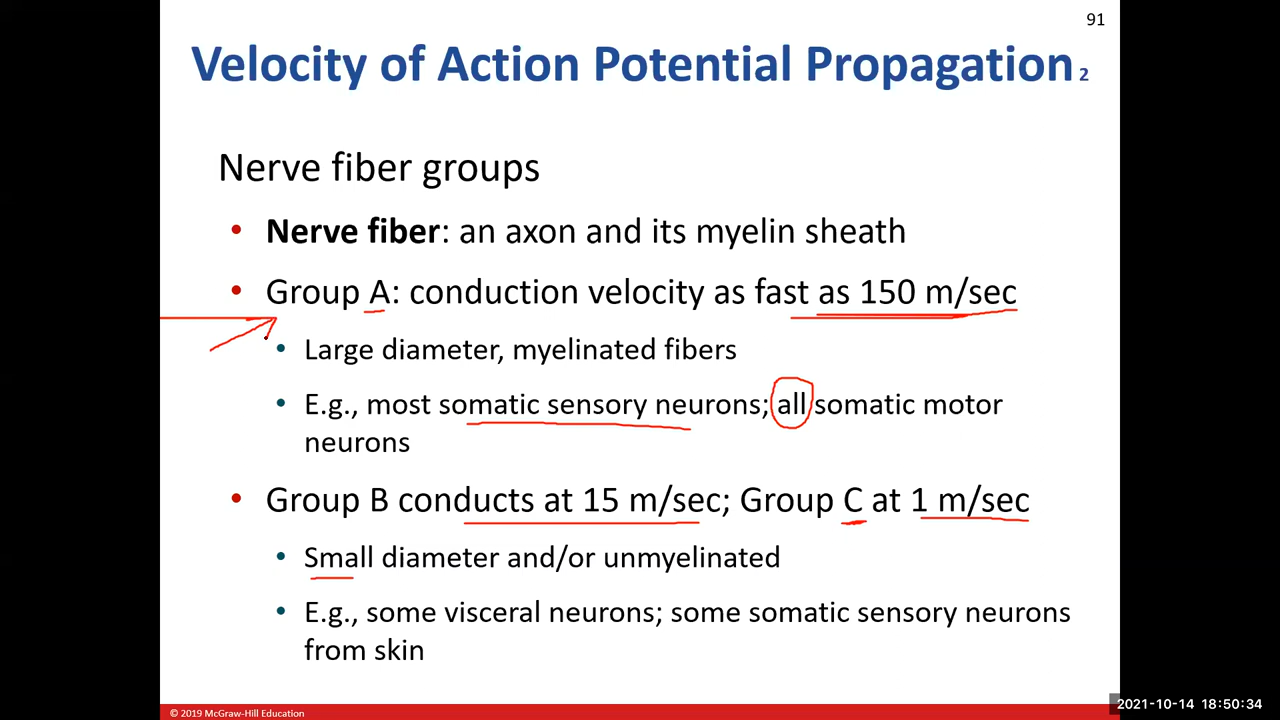 91
Velocity of Action Potential Propagation 2
Nerve fiber groups
• Nerve fiber: an axon and its myelin sheath
• Group A: conduction velocity as fast as 150 m/sec
• Large diameter, myelinated fibers
• E.g., most somatic sensory neurons; all somatic motor
neurons
• Group B conducts at 15 m/sec; Group C at 1 m/sec
• Small diameter and/or unmyelinated
• E.g., some visceral neurons; some somatic sensory neurons
from skin
© 2019 McGraw-Hill Education
2021-10-14 18:50:34